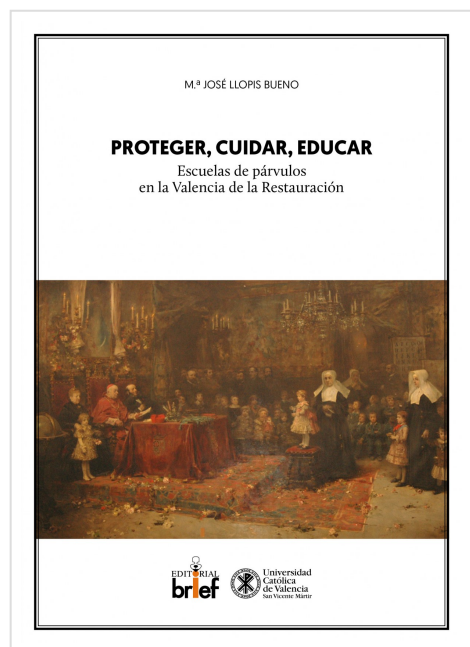 M.ª JOSÉ LLOPIS BUENO
PROTEGER, CUIDAR, EDUCAR
Escuelas de párvulos
en la Valencia de la Restauración
EDITORIAL
brief
Universidad
Católica
de Valencia
San Vicente Mártir